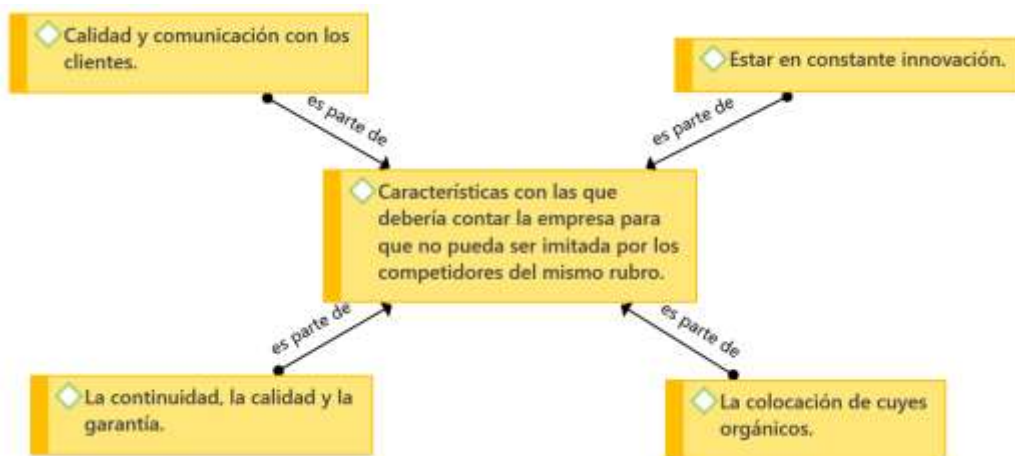 Calidad y comunicación con los
clientes.
Estar en constante innovación.
es parte de
es parte de
Características con las que
debería contar la empresa para
que no pueda ser imitada por los
competidores del mismo rubro.
es parte de
es parte de
La continuidad, la calidad y la
garantía.
La colocación de cuyes
orgánicos.